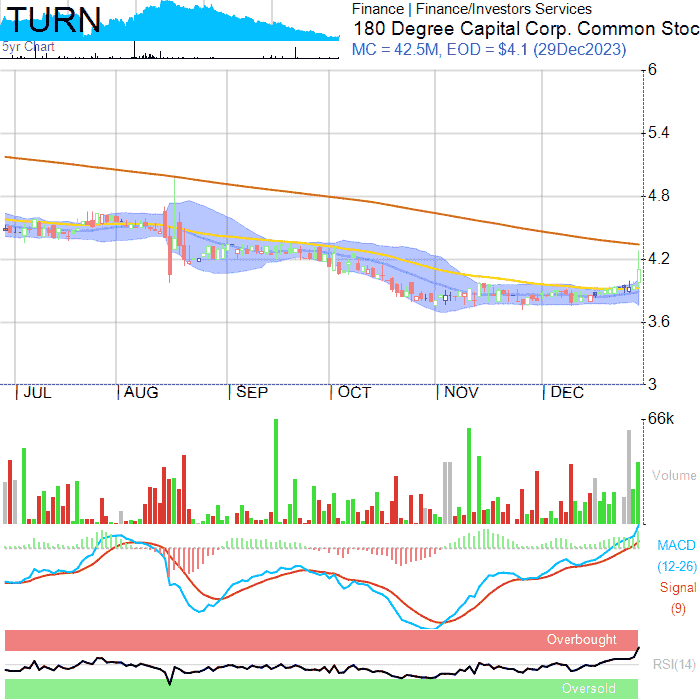 TURN
5yr Chart
Finance | Finance/Investors Services
180 Degree Capital Corp. Common Stoc
MC = 42.5M, EOD = $4.1 (29Dec2023)
6
5.4
4.8
4.2
3.6
3
JUL AUG SEP OCT NOV DEC
66k
Volume
MACD
(12-26)
Signal
(9)
Overbought
RSI(14)
Oversold